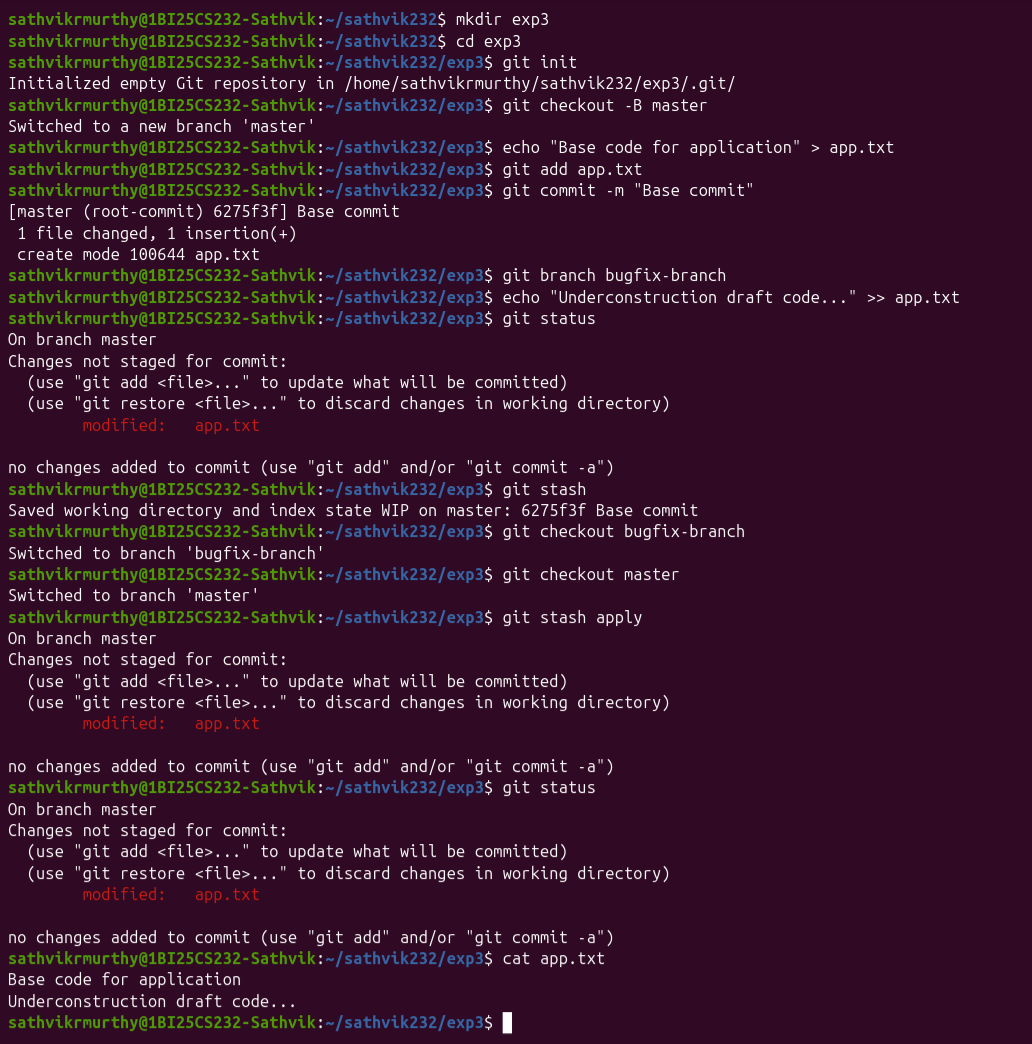 sathvikrmurthy@1BI25CS232-Sathvik:~/sathvik232$ mkdir exp3
sathvikrmurthy@1BI25CS232-Sathvik:~/sathvik232$ cd exp3
sathvikrmurthy@1BI25CS232-Sathvik:~/sathvik232/exp3$ git init
Initialized empty Git repository in /home/sathvikrmurthy/sathvik232/exp3/.git/
sathvikrmurthy@1BI25CS232-Sathvik:~/sathvik232/exp3$ git checkout -B master
Switched to a new branch 'master'
sathvikrmurthy@1BI25CS232-Sathvik:~/sathvik232/exp3$ echo "Base code for application" > app.txt
sathvikrmurthy@1BI25CS232-Sathvik:~/sathvik232/exp3$ git add app.txt
sathvikrmurthy@1BI25CS232-Sathvik:~/sathvik232/exp3$ git commit -m "Base commit"
[master (root-commit) 6275f3f] Base commit
 1 file changed, 1 insertion(+)
 create mode 100644 app.txt
sathvikrmurthy@1BI25CS232-Sathvik:~/sathvik232/exp3$ git branch bugfix-branch
sathvikrmurthy@1BI25CS232-Sathvik:~/sathvik232/exp3$ echo "Underconstruction draft code..." >> app.txt
sathvikrmurthy@1BI25CS232-Sathvik:~/sathvik232/exp3$ git status
On branch master
Changes not staged for commit:
  (use "git add <file>..." to update what will be committed)
  (use "git restore <file>..." to discard changes in working directory)
        modified:   app.txt

no changes added to commit (use "git add" and/or "git commit -a")
sathvikrmurthy@1BI25CS232-Sathvik:~/sathvik232/exp3$ git stash
Saved working directory and index state WIP on master: 6275f3f Base commit
sathvikrmurthy@1BI25CS232-Sathvik:~/sathvik232/exp3$ git checkout bugfix-branch
Switched to branch 'bugfix-branch'
sathvikrmurthy@1BI25CS232-Sathvik:~/sathvik232/exp3$ git checkout master
Switched to branch 'master'
sathvikrmurthy@1BI25CS232-Sathvik:~/sathvik232/exp3$ git stash apply
On branch master
Changes not staged for commit:
  (use "git add <file>..." to update what will be committed)
  (use "git restore <file>..." to discard changes in working directory)
        modified:   app.txt

no changes added to commit (use "git add" and/or "git commit -a")
sathvikrmurthy@1BI25CS232-Sathvik:~/sathvik232/exp3$ git status
On branch master
Changes not staged for commit:
  (use "git add <file>..." to update what will be committed)
  (use "git restore <file>..." to discard changes in working directory)
        modified:   app.txt

no changes added to commit (use "git add" and/or "git commit -a")
sathvikrmurthy@1BI25CS232-Sathvik:~/sathvik232/exp3$ cat app.txt
Base code for application
Underconstruction draft code...
sathvikrmurthy@1BI25CS232-Sathvik:~/sathvik232/exp3$